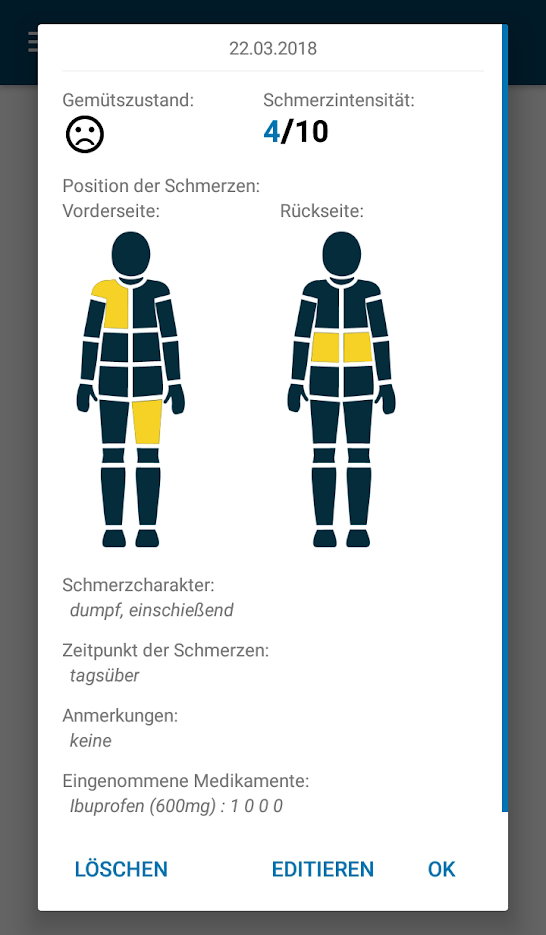 22.03.2018
Gemütszustand: Schmerzintensität:
4/10
Position der Schmerzen:
Vorderseite: Rückseite:
Schmerzcharakter:
dumpf, einschießend
Zeitpunkt der Schmerzen:
tagsüber
Anmerkungen:
keine
Eingenommene Medikamente:
Ibuprofen (600mg) : 1 0 0 0
LÖSCHEN EDITIEREN OK